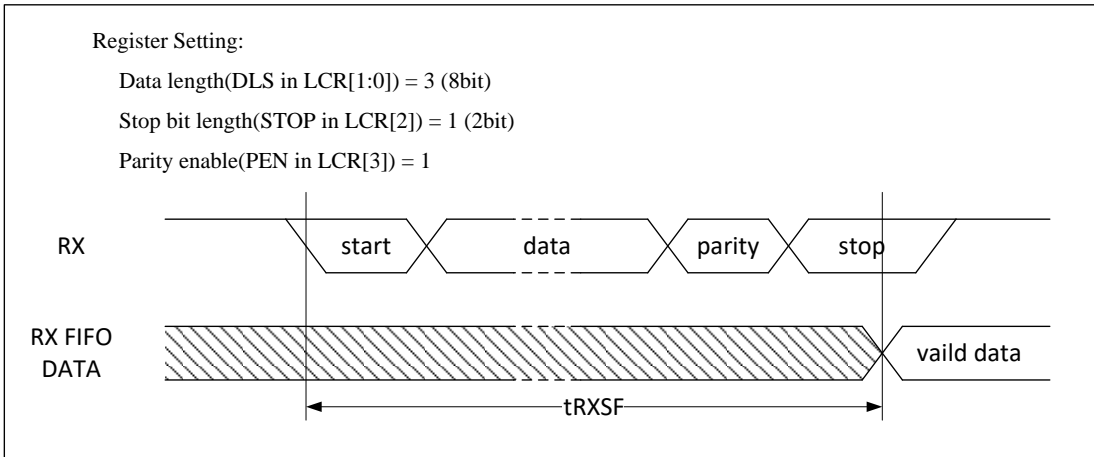 Register Setting:
Data length(DLS in LCR[1:0]) = 3 (8bit)
Stop bit length(STOP in LCR[2]) = 1 (2bit)
Parity enable(PEN in LCR[3]) = 1
RX
start
data
parity
stop
RX FIFO
DATA
vaild data
tRXSF